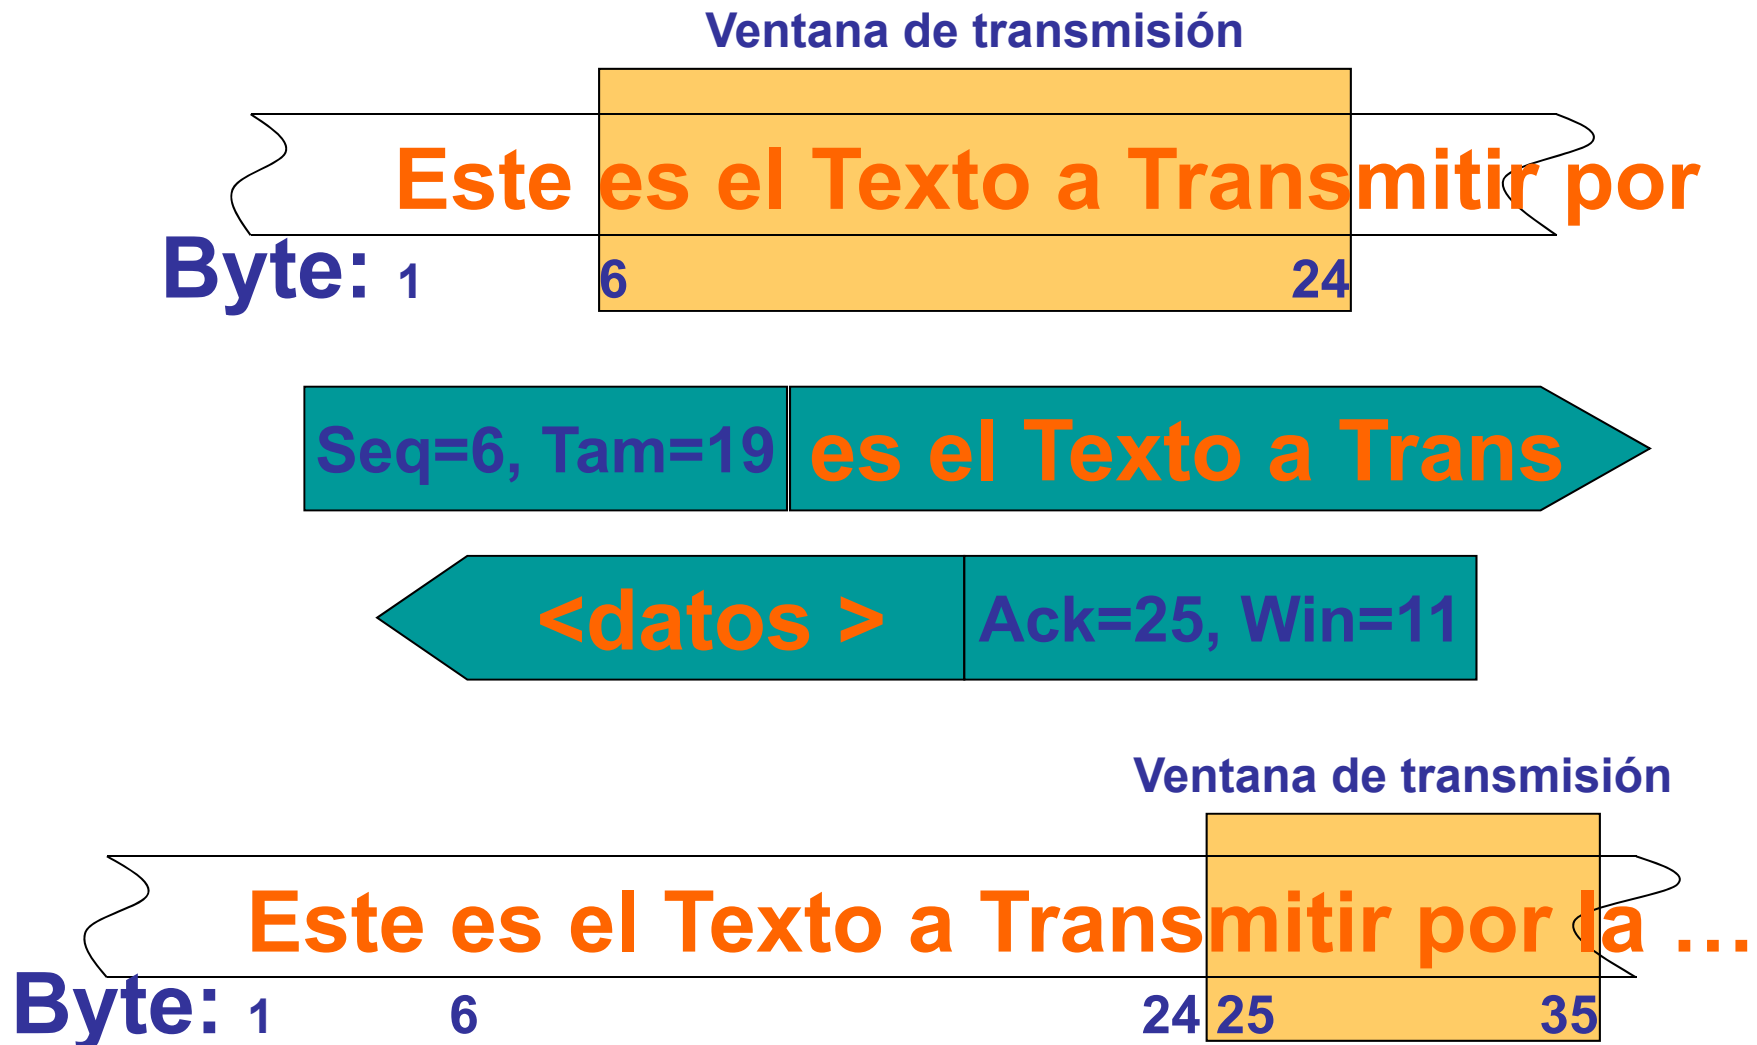 Ventana de transmisión
Este es el Texto a Transmitir por
Byte: 1 6 24
Seq=6, Tam=19 es el Texto a Trans
<datos > Ack=25, Win=11
Ventana de transmisión
Este es el Texto a Transmitir por la ...
Byte: 1 6 24 25 35